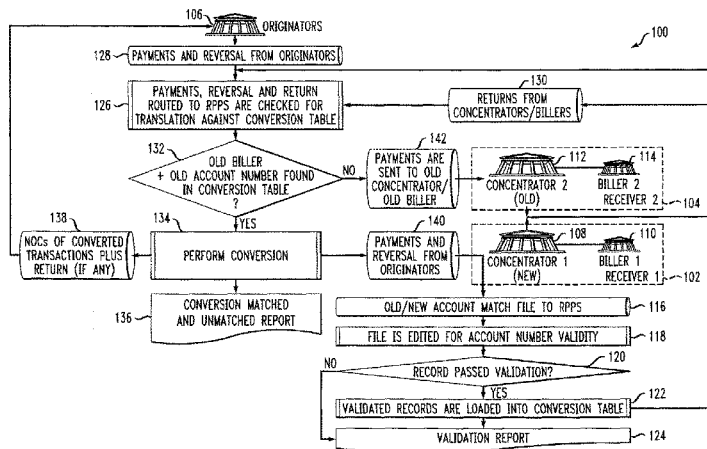 106
ORIGINATORS
100
128
PAYMENTS AND REVERSAL FROM ORIGINATORS
126
PAYMENTS, REVERSAL AND RETURN
ROUTED TO RPPS ARE CHECKED FOR
TRANSLATION AGAINST CONVERSION TABLE
130
RETURNS FROM
CONCENTRATORS/BILLERS
132
OLD BILLER
+ OLD ACCOUNT NUMBER FOUND
IN CONVERSION TABLE
?
NO
YES
142
PAYMENTS ARE
SENT TO OLD
CONCENTRATOR/
OLD BILLER
112
CONCENTRATOR 2
(OLD)
114
BILLER 2
RECEIVER 2
104
138
NOCs OF CONVERTED
TRANSACTIONS PLUS
RETURN (IF ANY)
134
PERFORM CONVERSION
140
PAYMENTS AND
REVERSAL FROM
ORIGINATORS
108
CONCENTRATOR 1
(NEW)
110
BILLER 1
RECEIVER 1
102
136
CONVERSION MATCHED
AND UNMATCHED REPORT
OLD/NEW ACCOUNT MATCH FILE TO RPPS
116
FILE IS EDITED FOR ACCOUNT NUMBER VALIDITY
118
NO
RECORD PASSED VALIDATION?
120
YES
122
VALIDATED RECORDS ARE LOADED INTO CONVERSION TABLE
VALIDATION REPORT
124